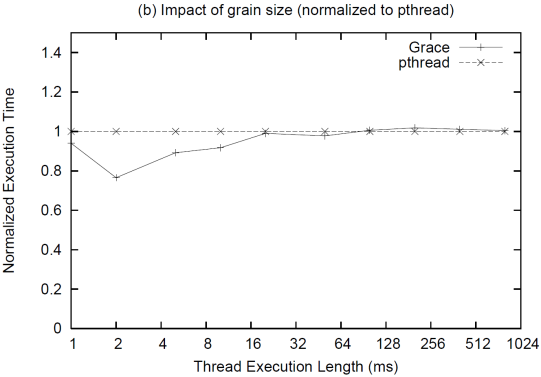 (b) Impact of grain size (normalized to pthread)
Normalized Execution Time
1.4
1.2
1
0.8
0.6
0.4
0.2
0
Grace
pthread
1 2 4 8 16 32 64 128 256 512 1024
Thread Execution Length (ms)